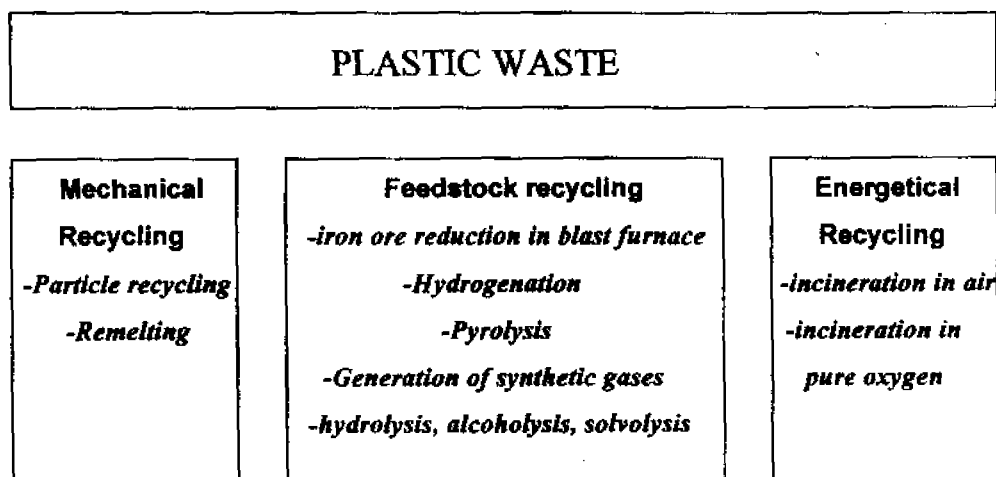 PLASTIC WASTE
Mechanical
Recycling
-Particle recycling
-Remelting
Feedstock recycling
-iron ore reduction in blast furnace
-Hydrogenation
-Pyrolysis
-Generation of synthetic gases
-hydrolysis, alcoholysis, solvolysis
Energetical
Recycling
-incineration in air
-incineration in
pure oxygen